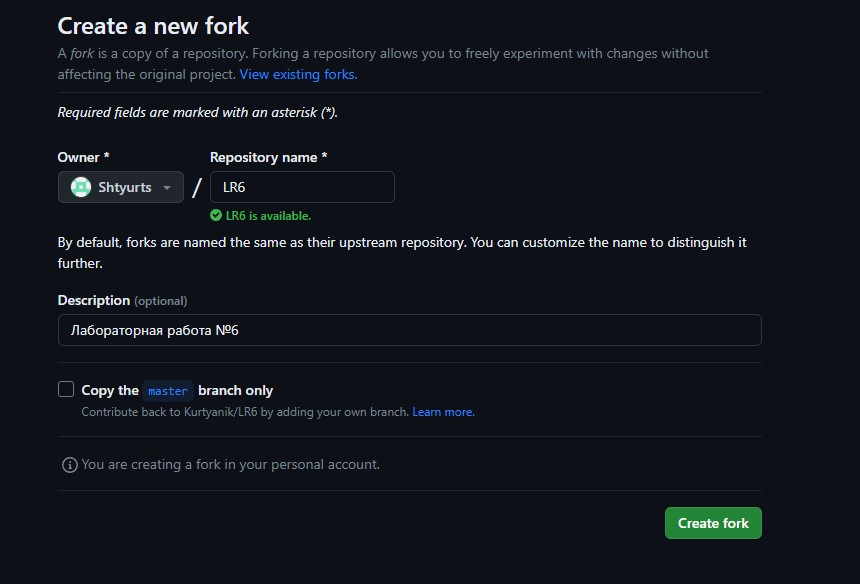 Create a new fork
A fork is a copy of a repository. Forking a repository allows you to freely experiment with changes without
affecting the original project. View existing forks.
Required fields are marked with an asterisk (*).
Owner *
Repository name *
Shtyurts
/
LR6
LR6 is available.
By default, forks are named the same as their upstream repository. You can customize the name to distinguish it
further.
Description (optional)
Лабораторная работа №6
Copy the master branch only
Contribute back to Kurtyanik/LR6 by adding your own branch. Learn more.
You are creating a fork in your personal account.
Create fork